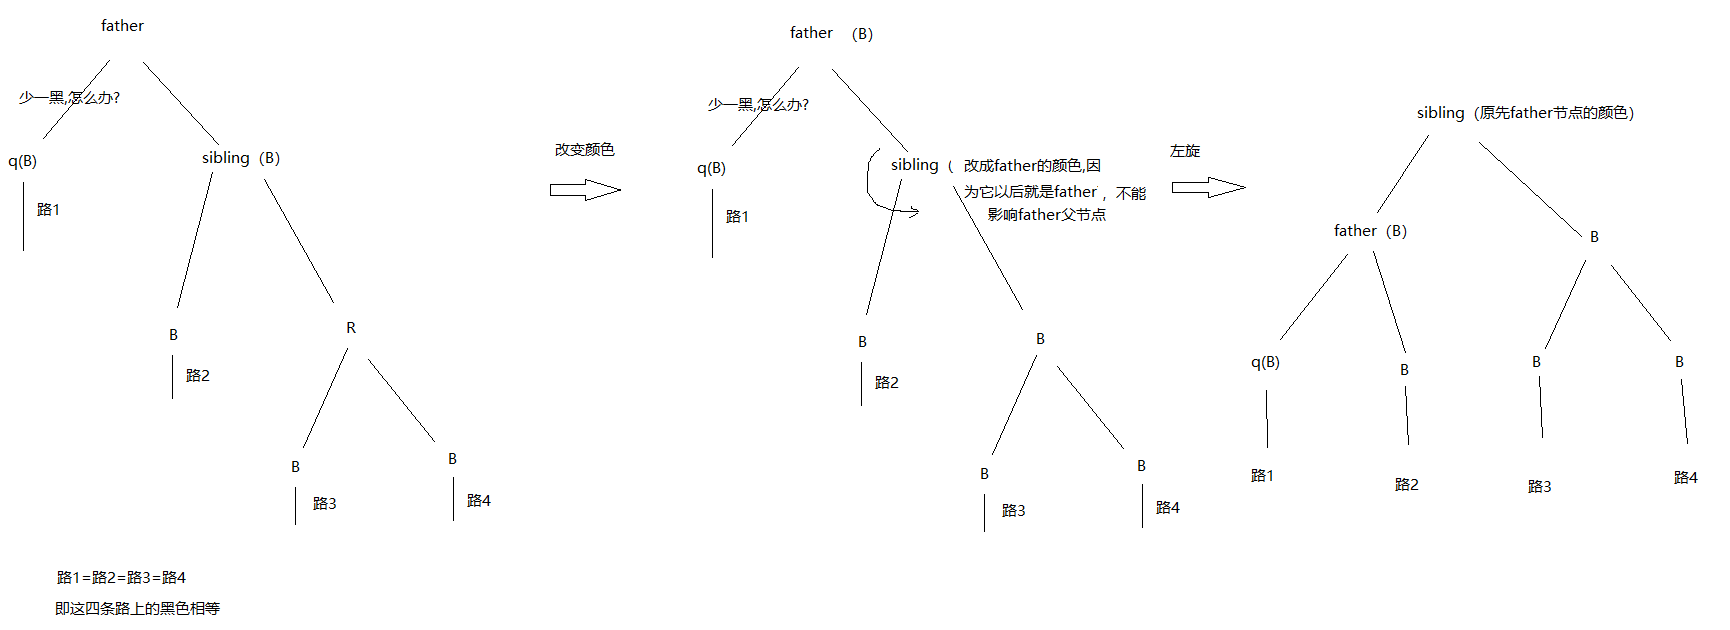 father
少一黑,怎么办?
q(B)
sibling（B）
路1
B
R
路2
B
B
路3
路4
路1=路2=路3=路4
即这四条路上的黑色相等
改变颜色
father （B）
少一黑,怎么办?
q(B)
sibling（ 改成father的颜色,因
为它以后就是father ，不能
影响father父节点
路1
B
B
路2
B
B
路3
路4
左旋
sibling（原先father节点的颜色）
father（B）
B
q(B)
B
B
B
路1
路2
路3
路4